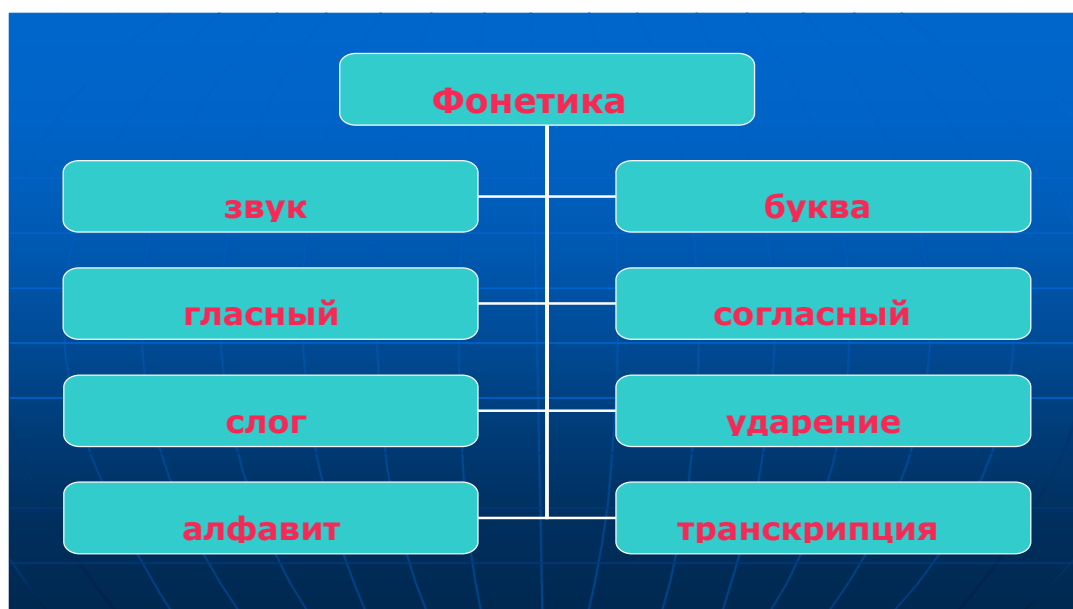 Фонетика
звук
буква
гласный
согласный
слог
ударение
алфавит
транскрипция